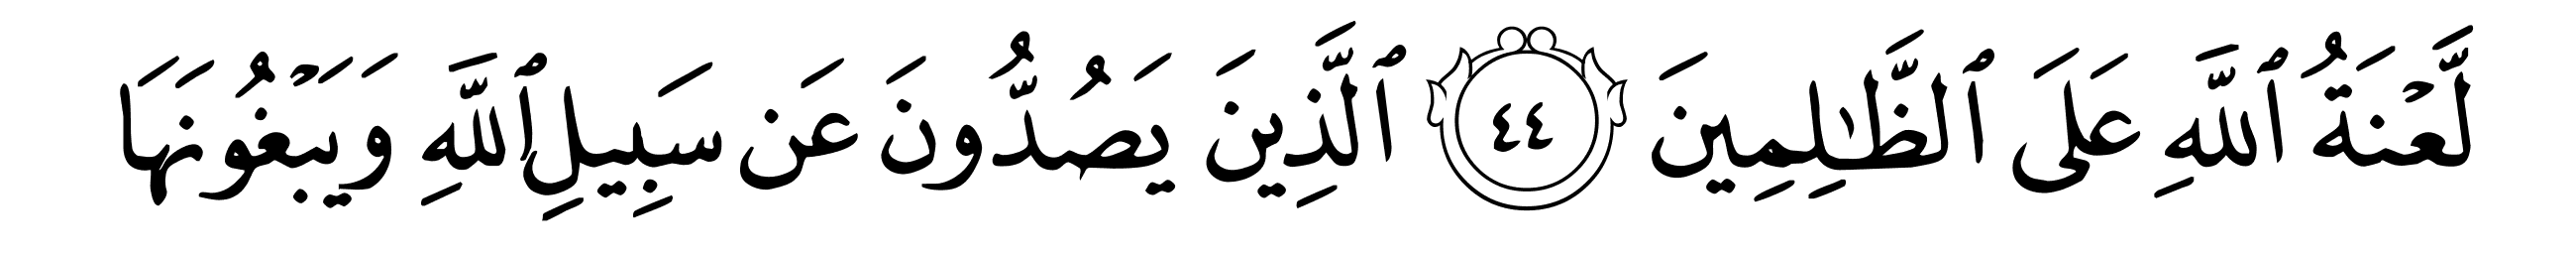 لَّعۡنَةُ ٱللَّهِ عَلَى ٱلظَّٰلِمِينَ ٤٤ ٱلَّذِينَ يَصُدُّونَ عَن سَبِيلِ ٱللَّهِ وَيَبۡغُونَهَا